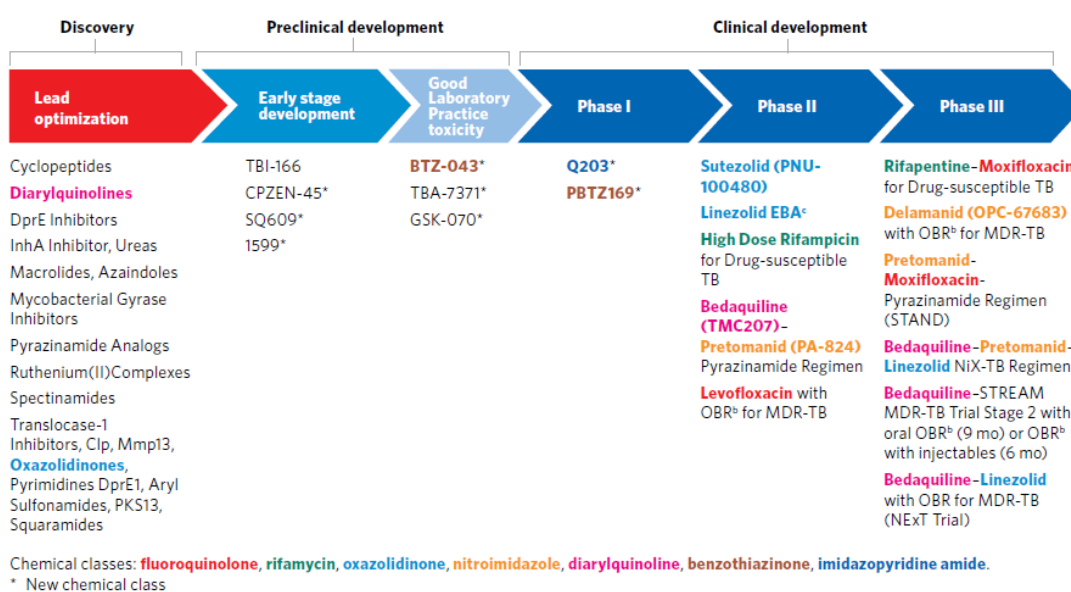 Discovery
Preclinical development
Clinical development
Lead
optimization
Early stage
development
Good
Laboratory
Practice
toxicity
Phase I
Phase II
Phase III
Cyclopeptides
Diarylquinolines
DprE Inhibitors
InhA Inhibitor, Ureas
Macrolides, Azaindoles
Mycobacterial Gyrase
Inhibitors
Pyrazinamide Analogs
Ruthenium(II)Complexes
Spectinamides
Translocase-1
Inhibitors, Clp, Mmp13,
Oxazolidinones,
Pyrimidines DprE1, Aryl
Sulfonamides, PKS13,
Squaramides
TBI-166
CPZEN-45*
SQ609*
1599*
BTZ-043*
TBA-7371*
GSK-070*
Q203*
PBTZ169*
Sutezolid (PNU-
100480)
Linezolid EBAᶜ
High Dose Rifampicin
for Drug-susceptible
TB
Bedaquiline
(TMC207)–
Pretomanid (PA-824)
Pyrazinamide Regimen
Levofloxacin with
OBRᵇ for MDR-TB
Rifapentine–Moxifloxacin
for Drug-susceptible TB
Delamanid (OPC-67683)
with OBRᵇ for MDR-TB
Pretomanid-
Moxifloxacin-
Pyrazinamide Regimen
(STAND)
Bedaquiline–Pretomanid-
Linezolid NiX-TB Regimen
Bedaquiline–STREAM
MDR-TB Trial Stage 2 with
oral OBRᵇ (9 mo) or OBRᵇ
with injectables (6 mo)
Bedaquiline–Linezolid
with OBR for MDR-TB
(NExT Trial)
Chemical classes: fluoroquinolone, rifamycin, oxazolidinone, nitroimidazole, diarylquinoline, benzothiazinone, imidazopyridine amide.
* New chemical class